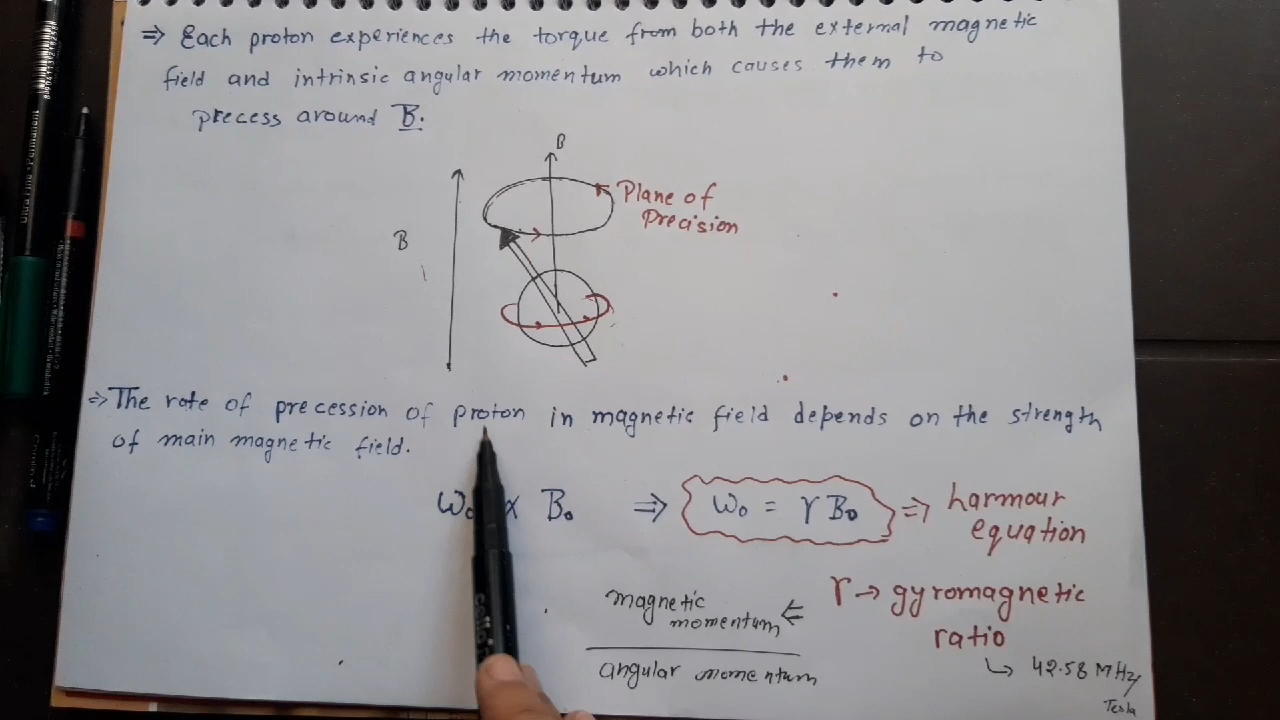 ⇒ Each proton experiences the torque from both the external magnetic
field and intrinsic angular momentum which causes them to
precess around B.
B
B
Plane of
Precision
⇒ The rate of precession of proton in magnetic field depends on the strength
of main magnetic field.
ω₀ ∝ B₀ ⇒ ω₀ = γ B₀ ⇒ harmour
equation
γ → gyromagnetic
ratio
↳ 42.58 MHz/
Tesla
magnetic
momentum ⇐
angular momentum